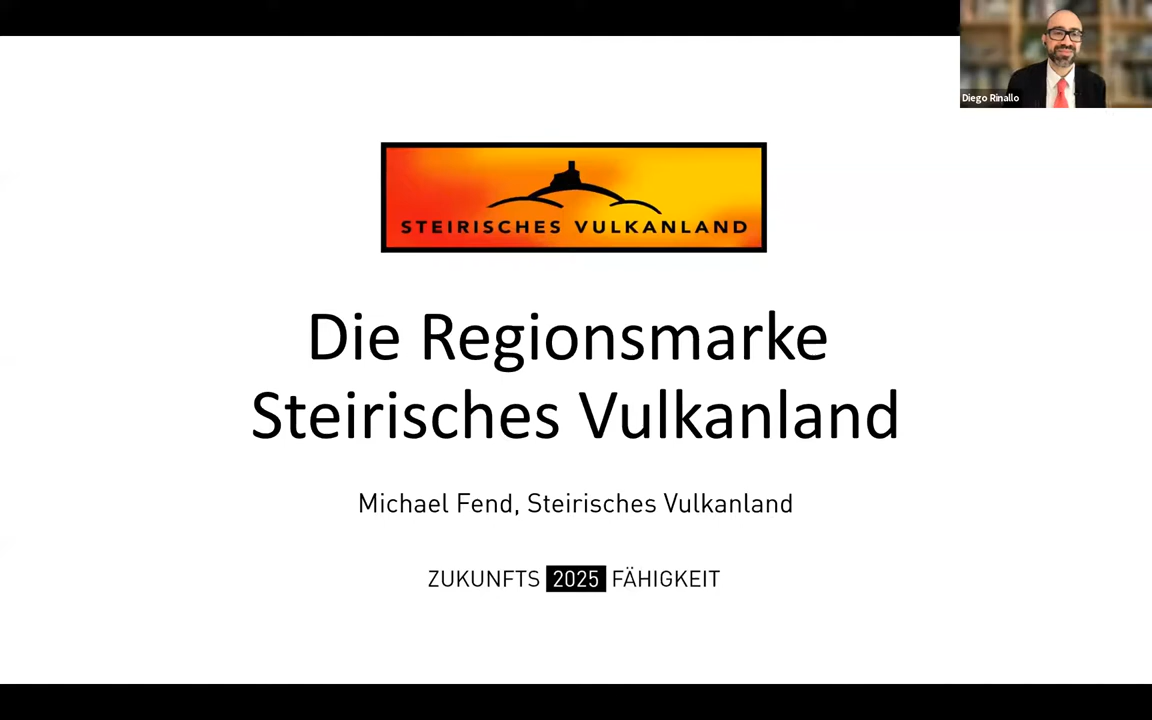 Diego Rinallo
STEIRISCHES VULKANLAND
Die Regionsmarke
Steirisches Vulkanland
Michael Fend, Steirisches Vulkanland
ZUKUNFTS 2025 FÄHIGKEIT